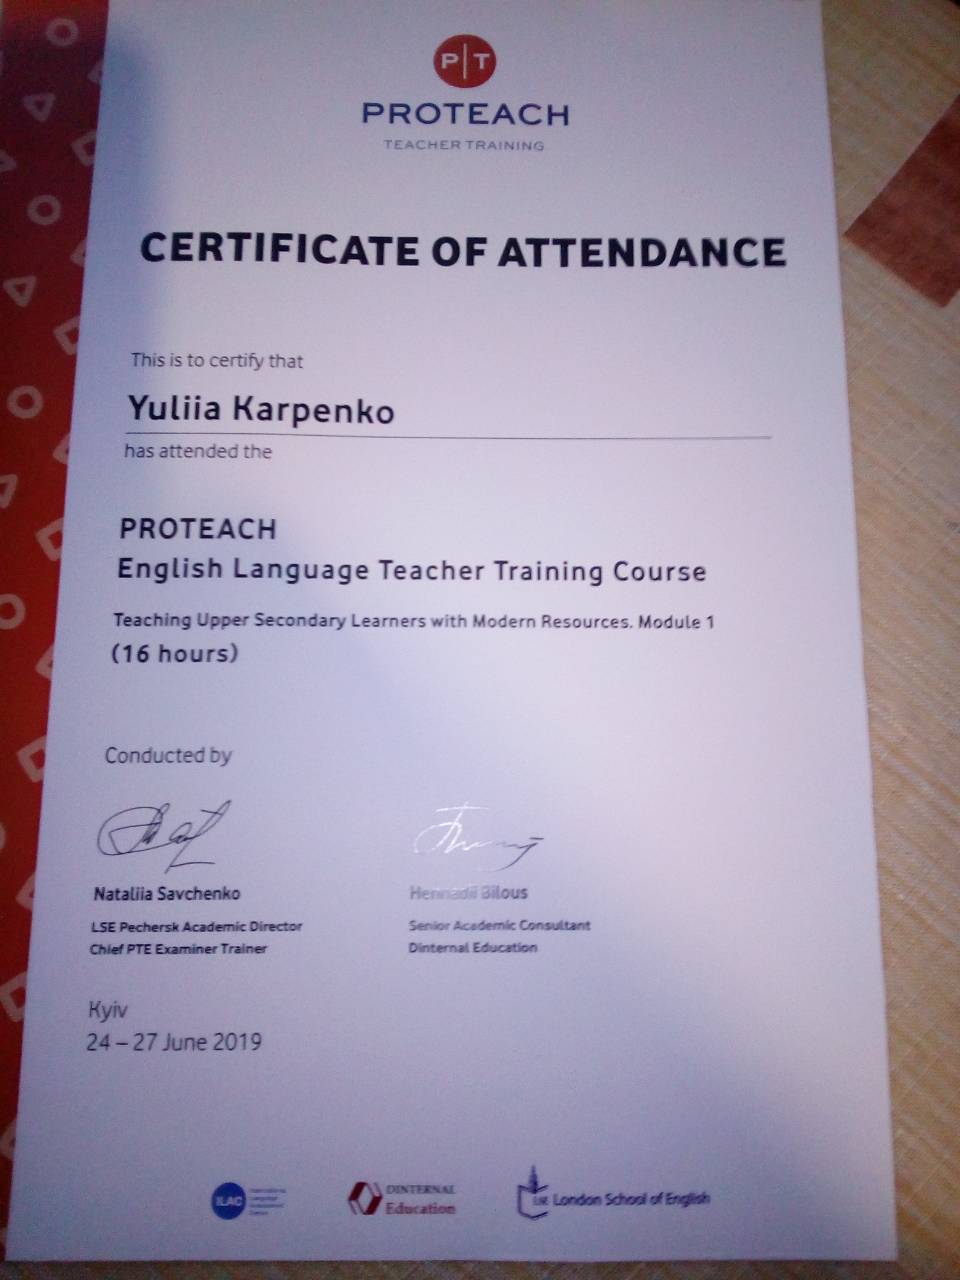 P|T
PROTEACH
TEACHER TRAINING
CERTIFICATE OF ATTENDANCE
This is to certify that
Yuliia Karpenko
has attended the
PROTEACH
English Language Teacher Training Course
Teaching Upper Secondary Learners with Modern Resources. Module 1
(16 hours)
Conducted by
Nataliia Savchenko
Hennadii Bilous
LSE Pechersk Academic Director
Senior Academic Consultant
Chief PTE Examiner Trainer
Dinternal Education
Kyiv
24 – 27 June 2019
ILAC
DINTERNAL
Education
London School of English